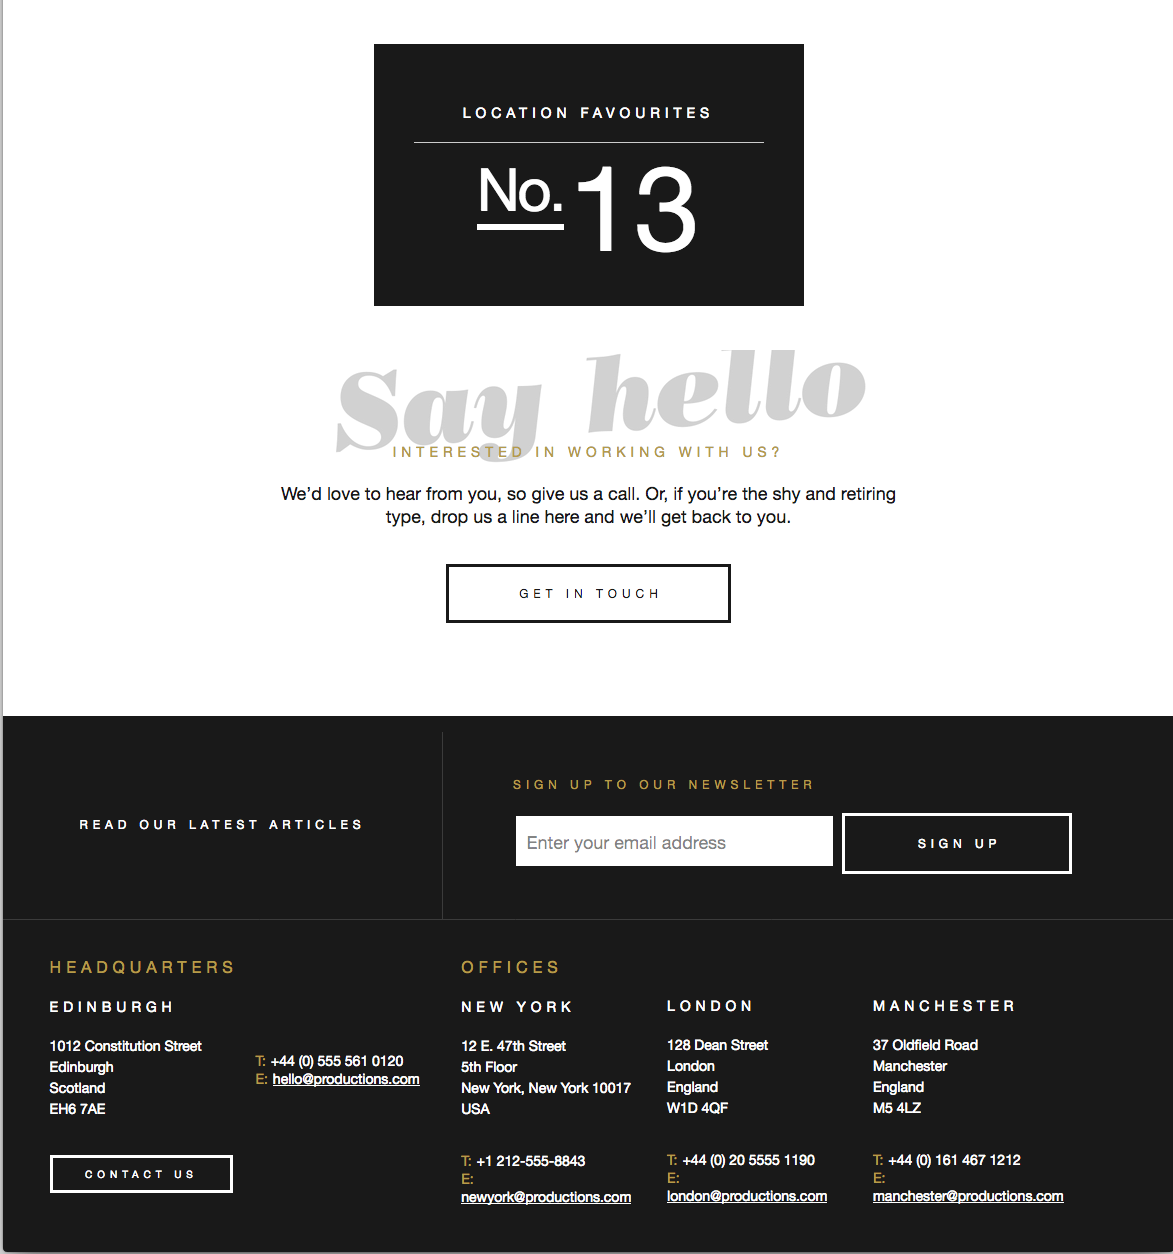 LOCATION FAVOURITES
No. 13
Say hello
INTERESTED IN WORKING WITH US?
We’d love to hear from you, so give us a call. Or, if you’re the shy and retiring
type, drop us a line here and we’ll get back to you.
GET IN TOUCH
READ OUR LATEST ARTICLES
SIGN UP TO OUR NEWSLETTER
Enter your email address
SIGN UP
HEADQUARTERS
EDINBURGH
1012 Constitution Street
Edinburgh
Scotland
EH6 7AE
T: +44 (0) 555 561 0120
E: hello@productions.com
CONTACT US
OFFICES
NEW YORK
12 E. 47th Street
5th Floor
New York, New York 10017
USA
T: +1 212-555-8843
E:
newyork@productions.com
LONDON
128 Dean Street
London
England
W1D 4QF
T: +44 (0) 20 5555 1190
E:
london@productions.com
MANCHESTER
37 Oldfield Road
Manchester
England
M5 4LZ
T: +44 (0) 161 467 1212
E:
manchester@productions.com